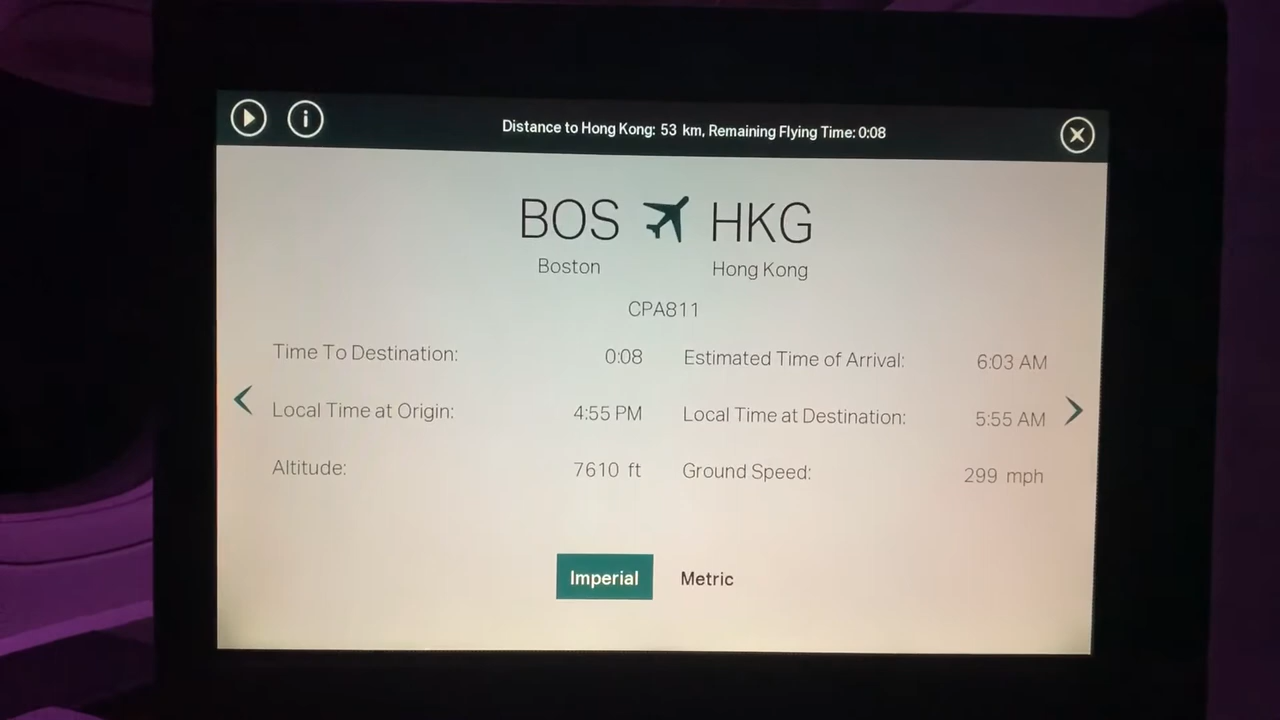 Distance to Hong Kong: 53 km, Remaining Flying Time: 0:08
BOS HKG
Boston Hong Kong
CPA811
Time To Destination: 0:08 Estimated Time of Arrival: 6:03 AM
Local Time at Origin: 4:55 PM Local Time at Destination: 5:55 AM
Altitude: 7610 ft Ground Speed: 299 mph
Imperial Metric